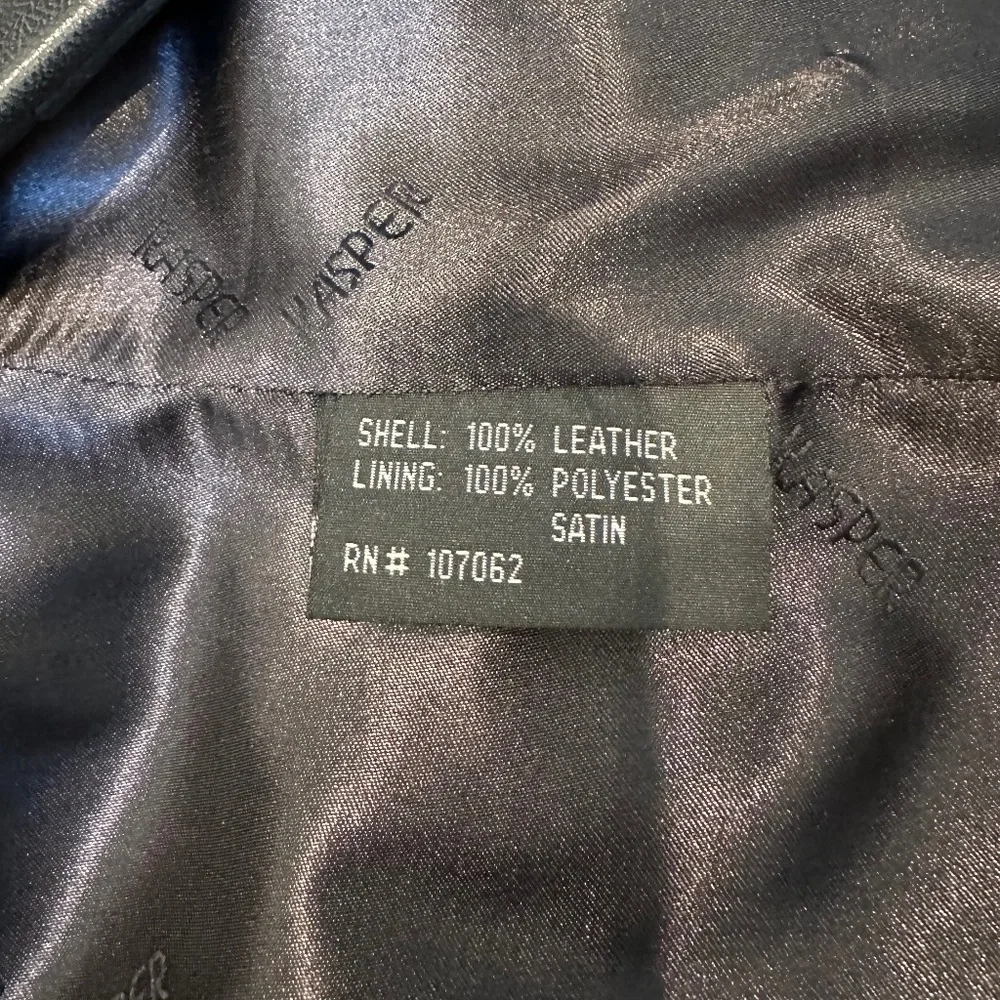 KASPER
KASPER
SHELL: 100% LEATHER
LINING: 100% POLYESTER
SATIN
RN# 107062
KASPER